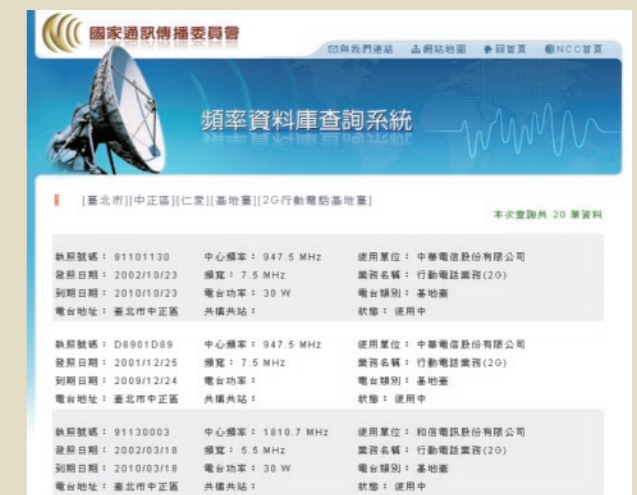 國家通訊傳播委員會
與我們連絡 網站地圖 回首頁 NCC首頁
頻率資料庫查詢系統
[臺北市][中正區][仁愛][基地臺][2G行動電話基地臺]
本次查詢共 20 筆資料
執照號碼： 91101130 中心頻率： 947.5 MHz 使用單位： 中華電信股份有限公司
發照日期： 2002/10/23 頻寬： 7.5 MHz 業務名稱： 行動電話業務(2G)
到期日期： 2010/10/23 電台功率： 30 W 電台類別： 基地臺
電台地址： 臺北市中正區 共構共站： 狀態： 使用中
執照號碼： D8901D89 中心頻率： 947.5 MHz 使用單位： 中華電信股份有限公司
發照日期： 2001/12/25 頻寬： 7.5 MHz 業務名稱： 行動電話業務(2G)
到期日期： 2009/12/24 電台功率： 電台類別： 基地臺
電台地址： 臺北市中正區 共構共站： 狀態： 使用中
執照號碼： 91130003 中心頻率： 1810.7 MHz 使用單位： 和信電訊股份有限公司
發照日期： 2002/03/18 頻寬： 5.5 MHz 業務名稱： 行動電話業務(2G)
到期日期： 2010/03/18 電台功率： 30 W 電台類別： 基地臺
電台地址： 臺北市中正區 共構共站： 狀態： 使用中